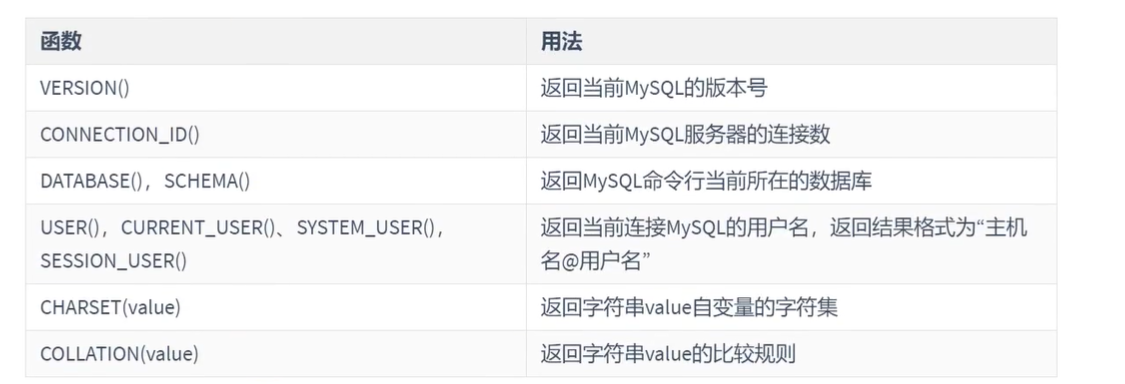 函数 用法
VERSION() 返回当前MySQL的版本号
CONNECTION_ID() 返回当前MySQL服务器的连接数
DATABASE()，SCHEMA() 返回MySQL命令行当前所在的数据库
USER()，CURRENT_USER()、SYSTEM_USER()，
SESSION_USER()
返回当前连接MySQL的用户名，返回结果格式为“主机
名@用户名”
CHARSET(value) 返回字符串value自变量的字符集
COLLATION(value) 返回字符串value的比较规则